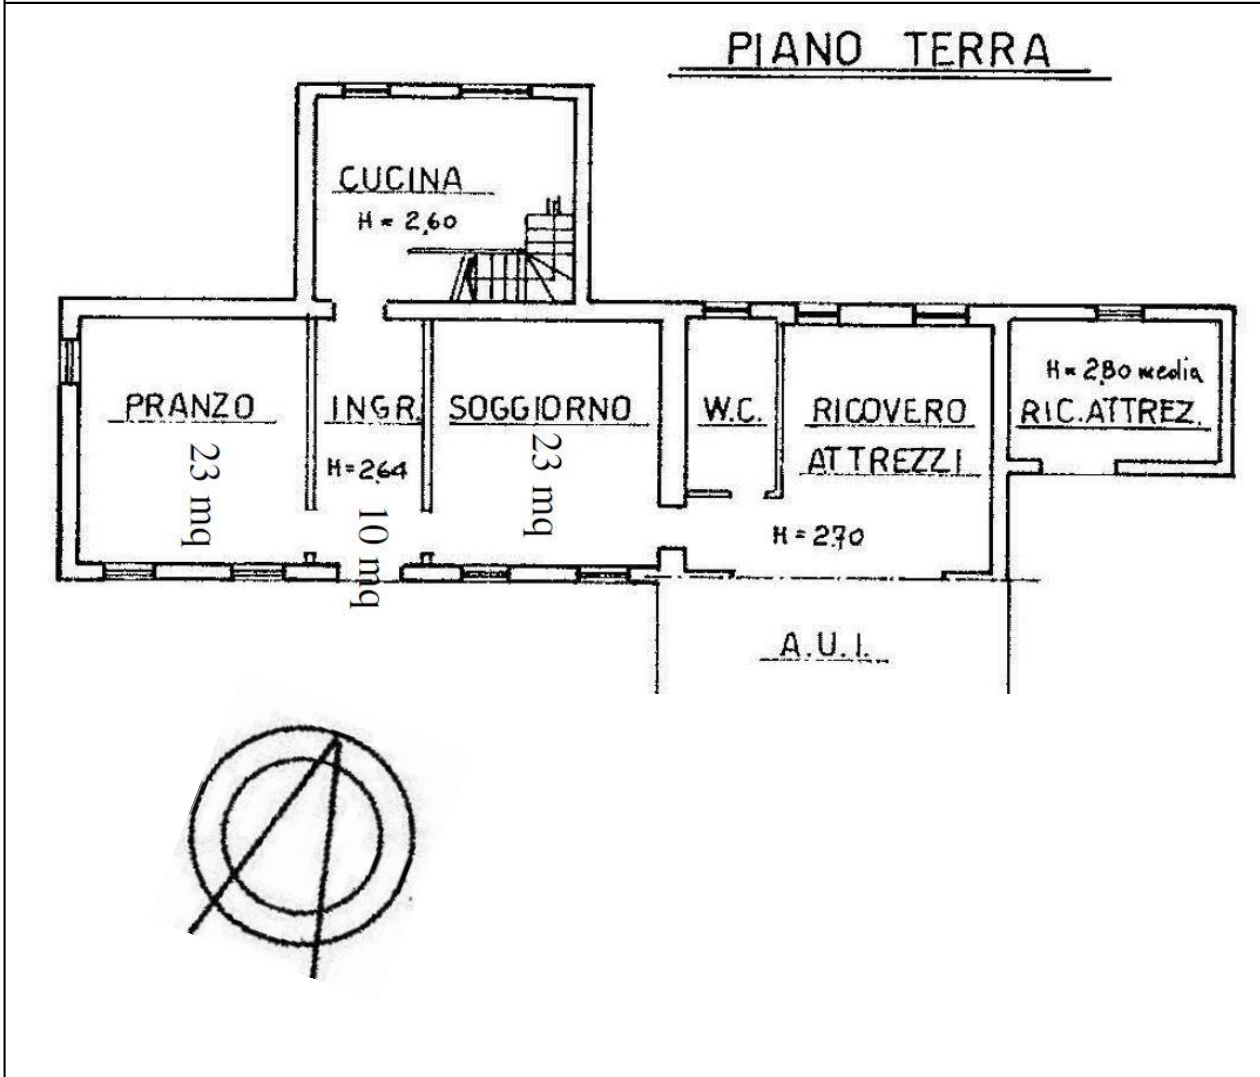 PIANO TERRA
CUCINA
H = 2,60
PRANZO
23 mq
INGR.
H = 2,64
10 mq
SOGGIORNO
23 mq
W.C.
RICOVERO
ATTREZZI
H = 2,70
H = 2,80 media
RIC. ATTREZ.
A.U.I.